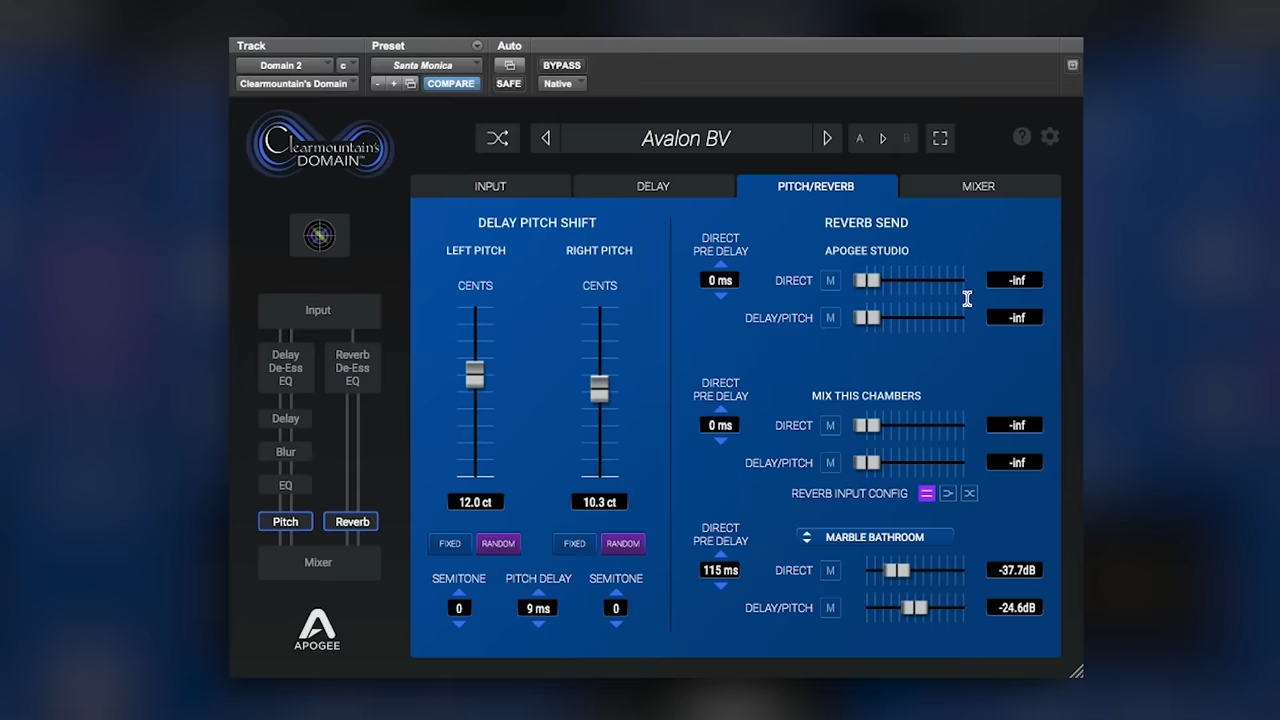 Track
Preset
Auto
Domain 2
c
Santa Monica
BYPASS
Clearmountain's Domain
- +
COMPARE
SAFE
Native
Clearmountain's
DOMAIN™
Avalon BV
A
B
?
INPUT
DELAY
PITCH/REVERB
MIXER
Input
Delay
De-Ess
EQ
Reverb
De-Ess
EQ
Delay
Blur
EQ
Pitch
Reverb
Mixer
APOGEE
DELAY PITCH SHIFT
LEFT PITCH
RIGHT PITCH
CENTS
CENTS
12.0 ct
10.3 ct
FIXED
RANDOM
FIXED
RANDOM
SEMITONE
PITCH DELAY
SEMITONE
0
9 ms
0
REVERB SEND
DIRECT
PRE DELAY
APOGEE STUDIO
0 ms
DIRECT
M
-inf
DELAY/PITCH
M
-inf
DIRECT
PRE DELAY
MIX THIS CHAMBERS
0 ms
DIRECT
M
-inf
DELAY/PITCH
M
-inf
REVERB INPUT CONFIG
DIRECT
PRE DELAY
MARBLE BATHROOM
115 ms
DIRECT
M
-37.7dB
DELAY/PITCH
M
-24.6dB